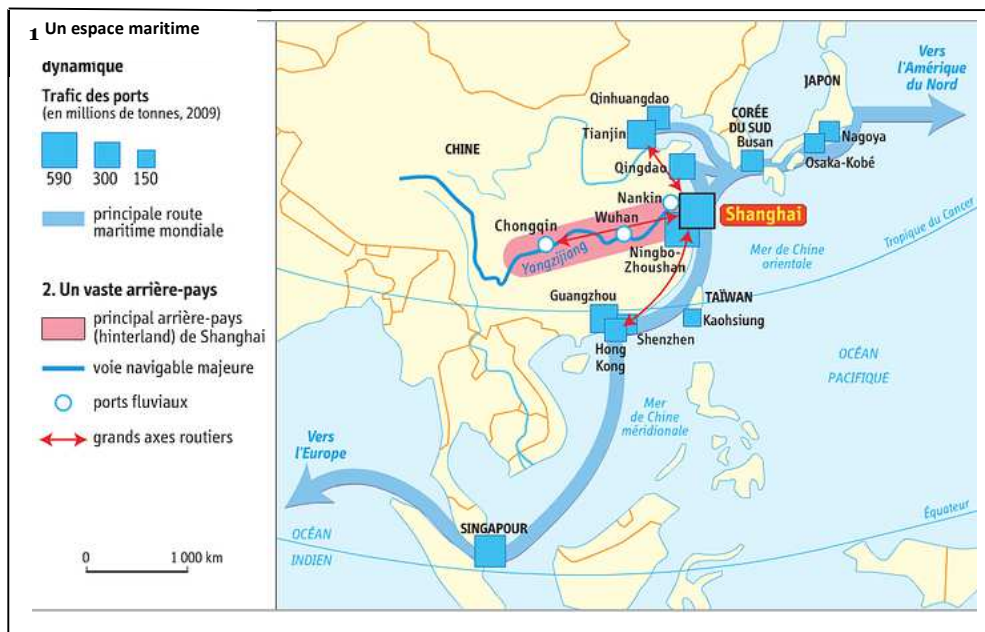 1 Un espace maritime
dynamique
Trafic des ports
(en millions de tonnes, 2009)
590 300 150
principale route
maritime mondiale
2. Un vaste arrière-pays
principal arrière-pays
(hinterland) de Shanghai
voie navigable majeure
ports fluviaux
grands axes routiers
0 1 000 km
Vers
l'Amérique
du Nord
JAPON
Qinhuangdao
CORÉE
DU SUD
Tianjin
Busan
Nagoya
Osaka-Kobé
CHINE
Qingdao
Nankin
Shanghai
Wuhan
Chongqin
Yangzijiang
Ningbo-
Zhoushan
Mer de Chine
orientale
Tropique du Cancer
Guangzhou
TAÏWAN
Kaohsiung
Shenzhen
Hong
Kong
OCÉAN
PACIFIQUE
Mer
de Chine
méridionale
Vers
l'Europe
SINGAPOUR
Équateur
OCÉAN
INDIEN